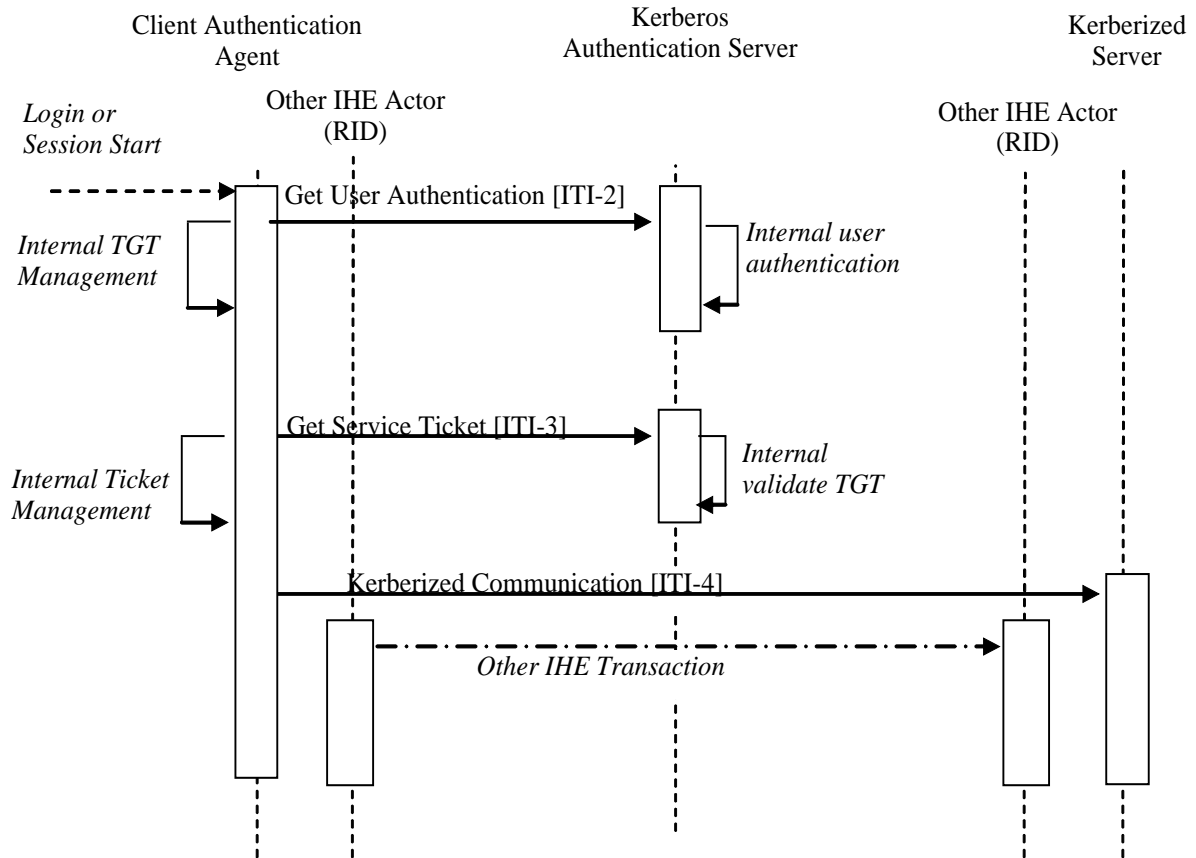 Client Authentication
Agent
Kerberos
Authentication Server
Kerberized
Server
Other IHE Actor
(RID)
Other IHE Actor
(RID)
Login or
Session Start
Get User Authentication [ITI-2]
Internal TGT
Management
Internal user
authentication
Get Service Ticket [ITI-3]
Internal Ticket
Management
Internal
validate TGT
Kerberized Communication [ITI-4]
Other IHE Transaction